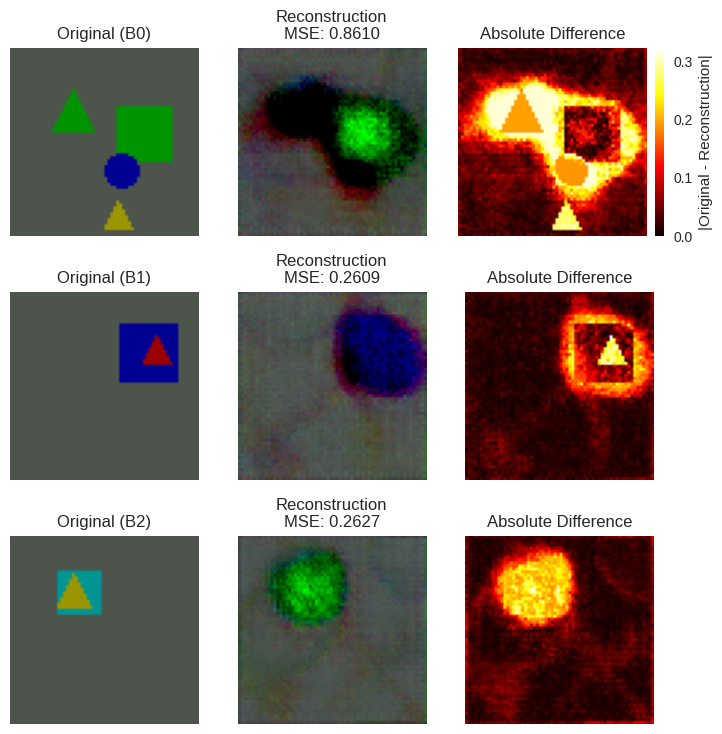 Original (B0)
Reconstruction
MSE: 0.8610
Absolute Difference
0.3
0.2
0.1
0.0
|Original - Reconstruction|
Original (B1)
Reconstruction
MSE: 0.2609
Absolute Difference
Original (B2)
Reconstruction
MSE: 0.2627
Absolute Difference